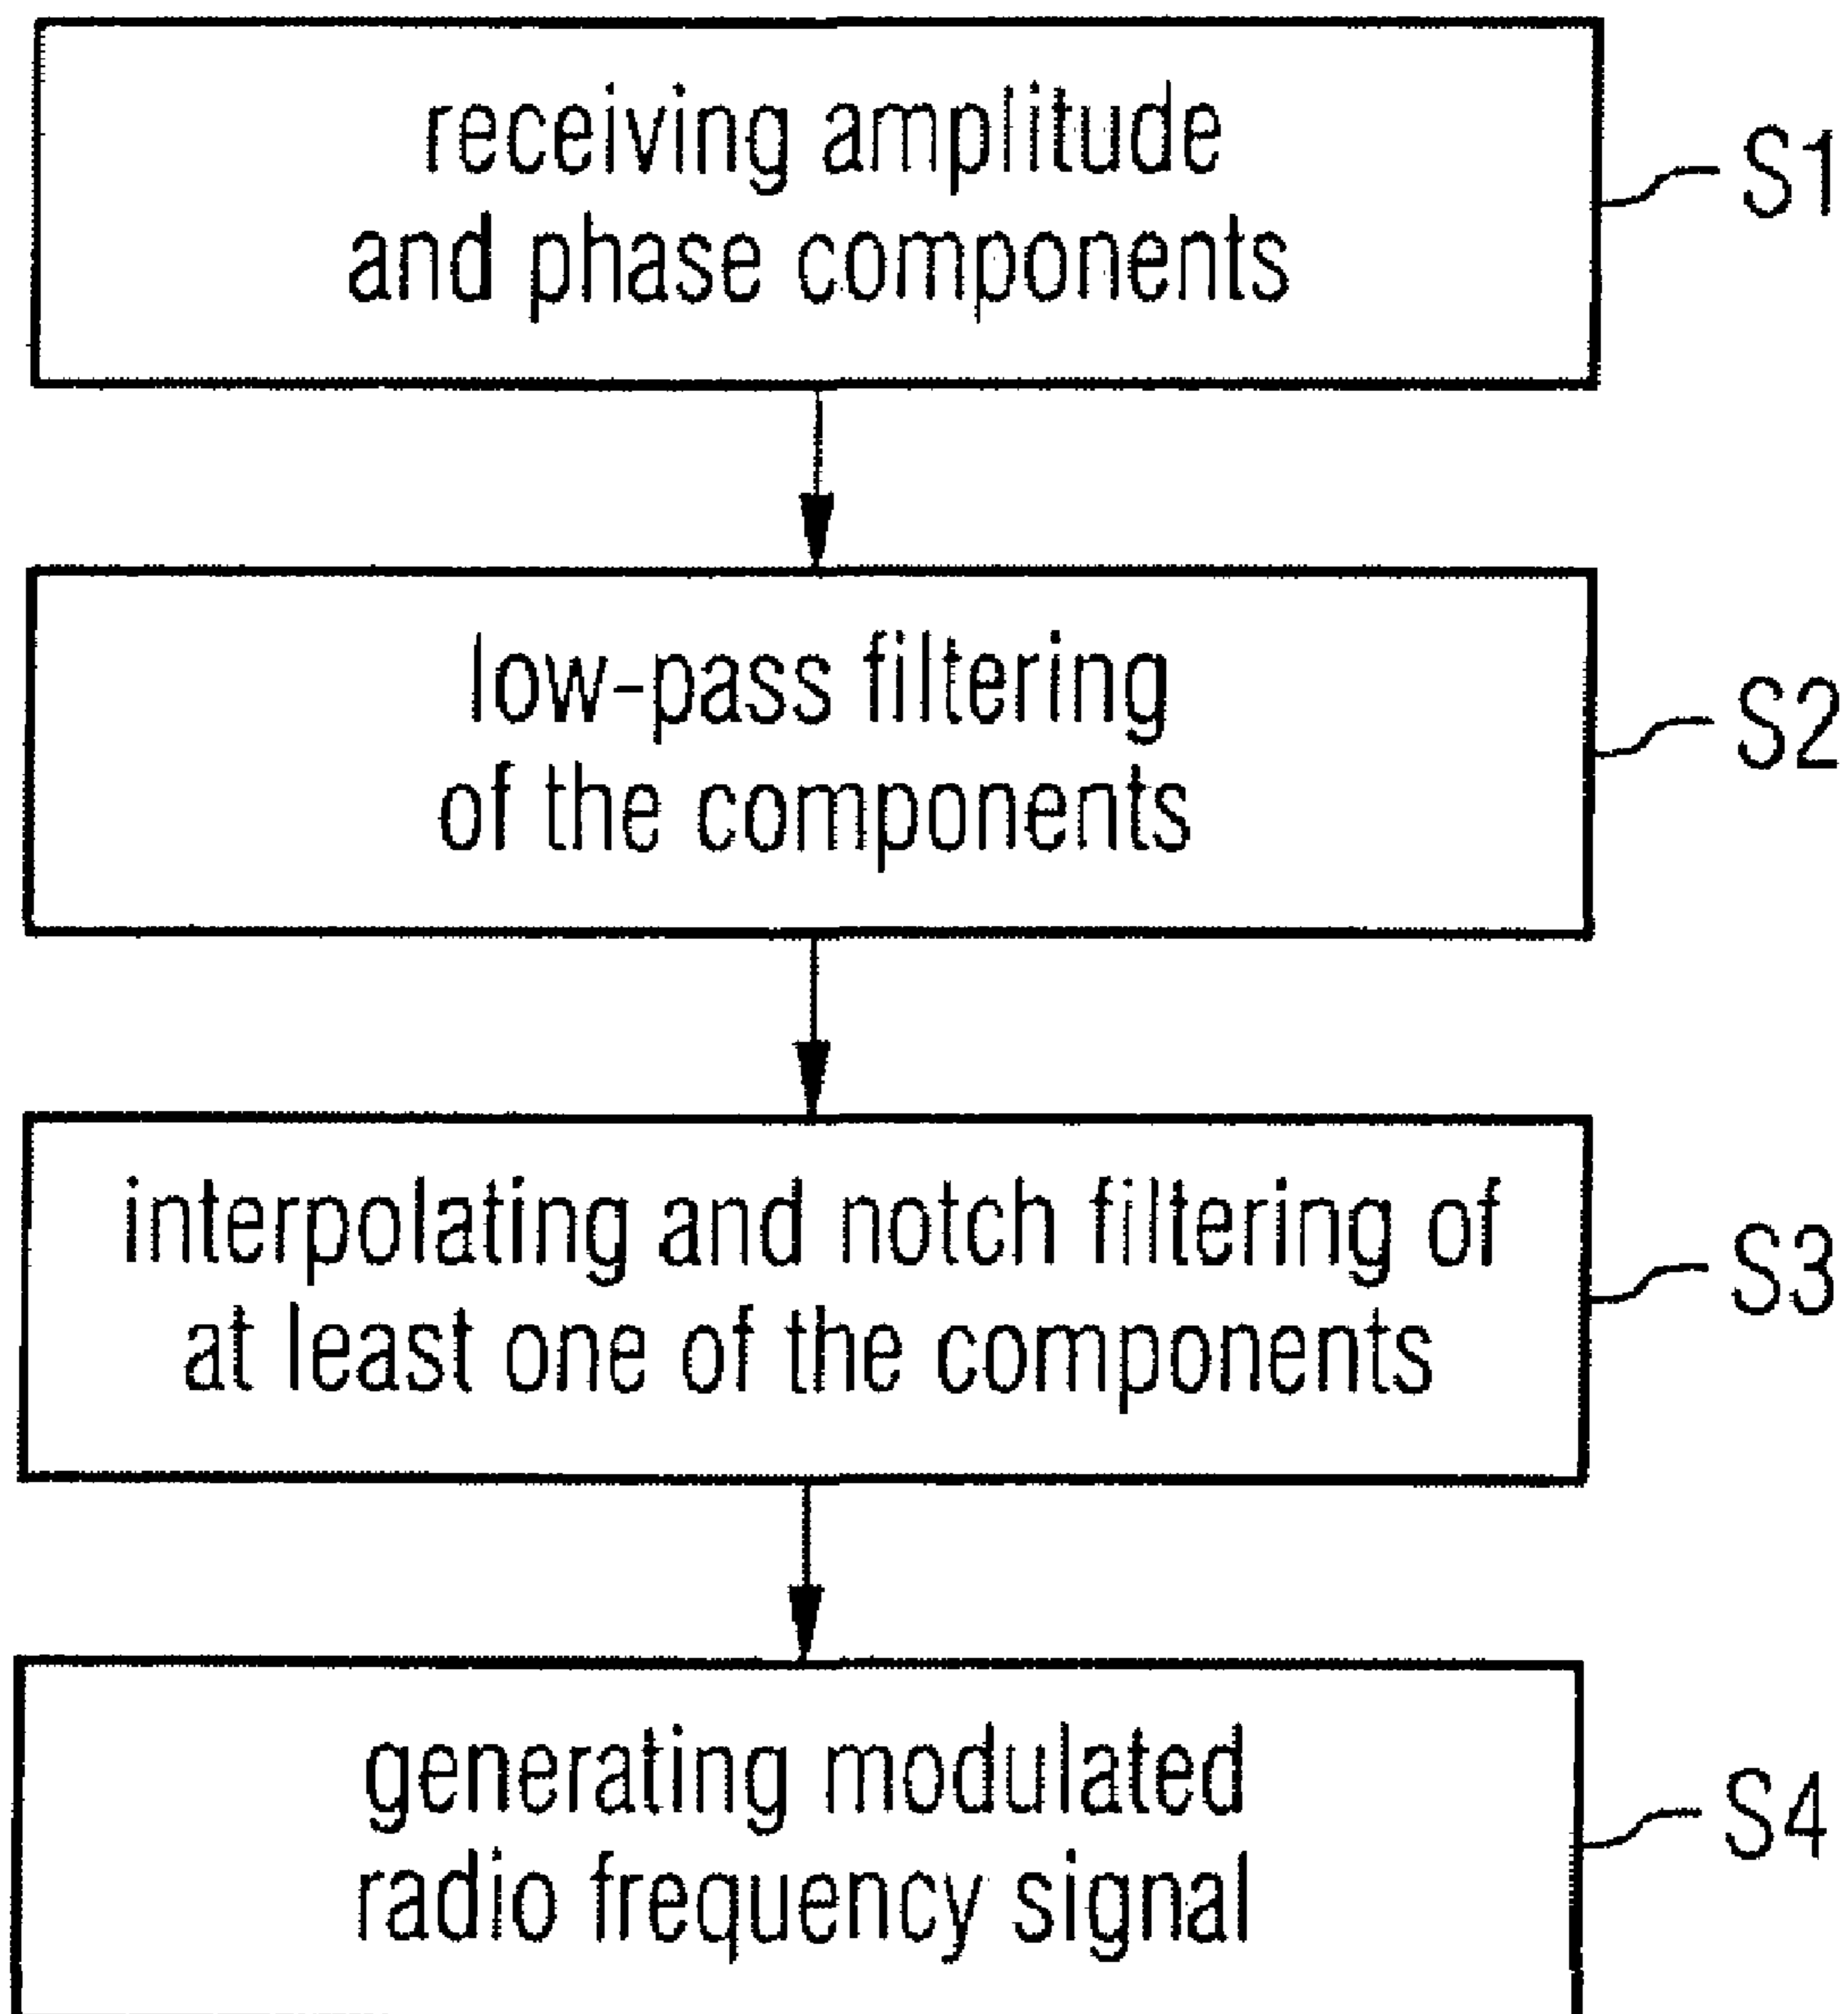 receiving amplitude
and phase components
S1
low-pass filtering
of the components
S2
interpolating and notch filtering of
at least one of the components
S3
generating modulated
radio frequency signal
S4